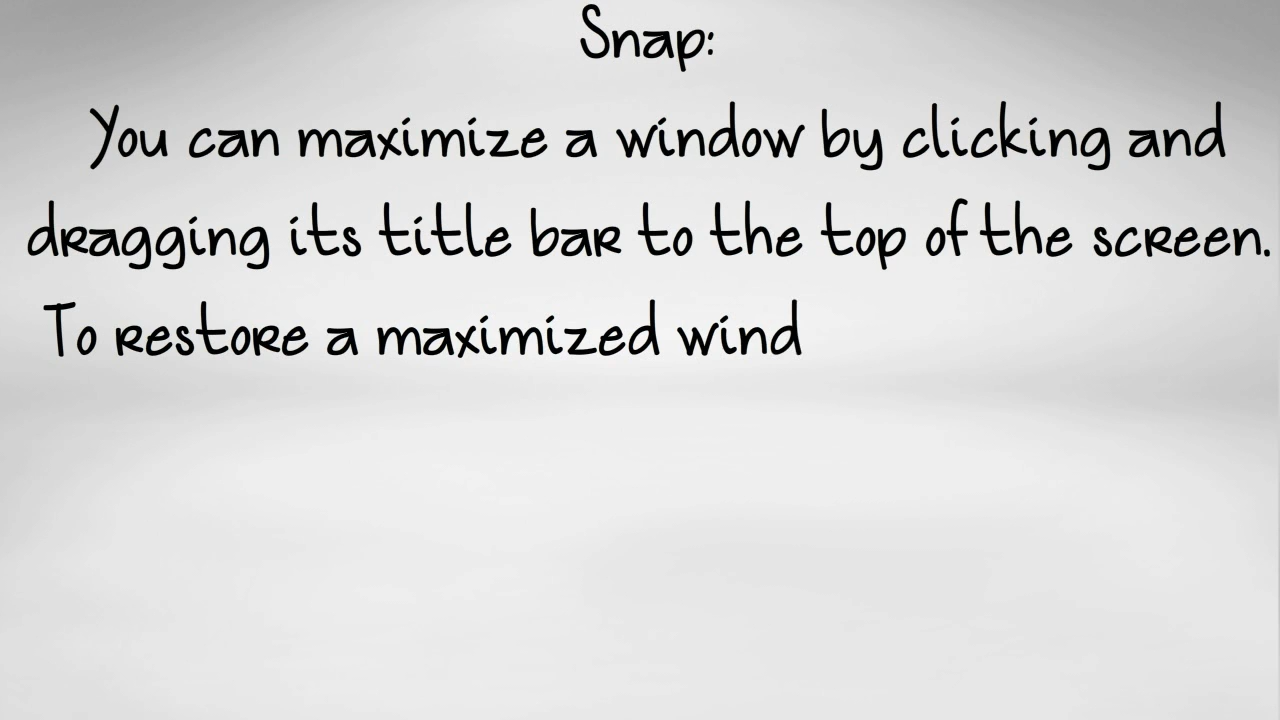 Snap:
You can maximize a window by clicking and
dragging its title bar to the top of the screen.
To restore a maximized wind